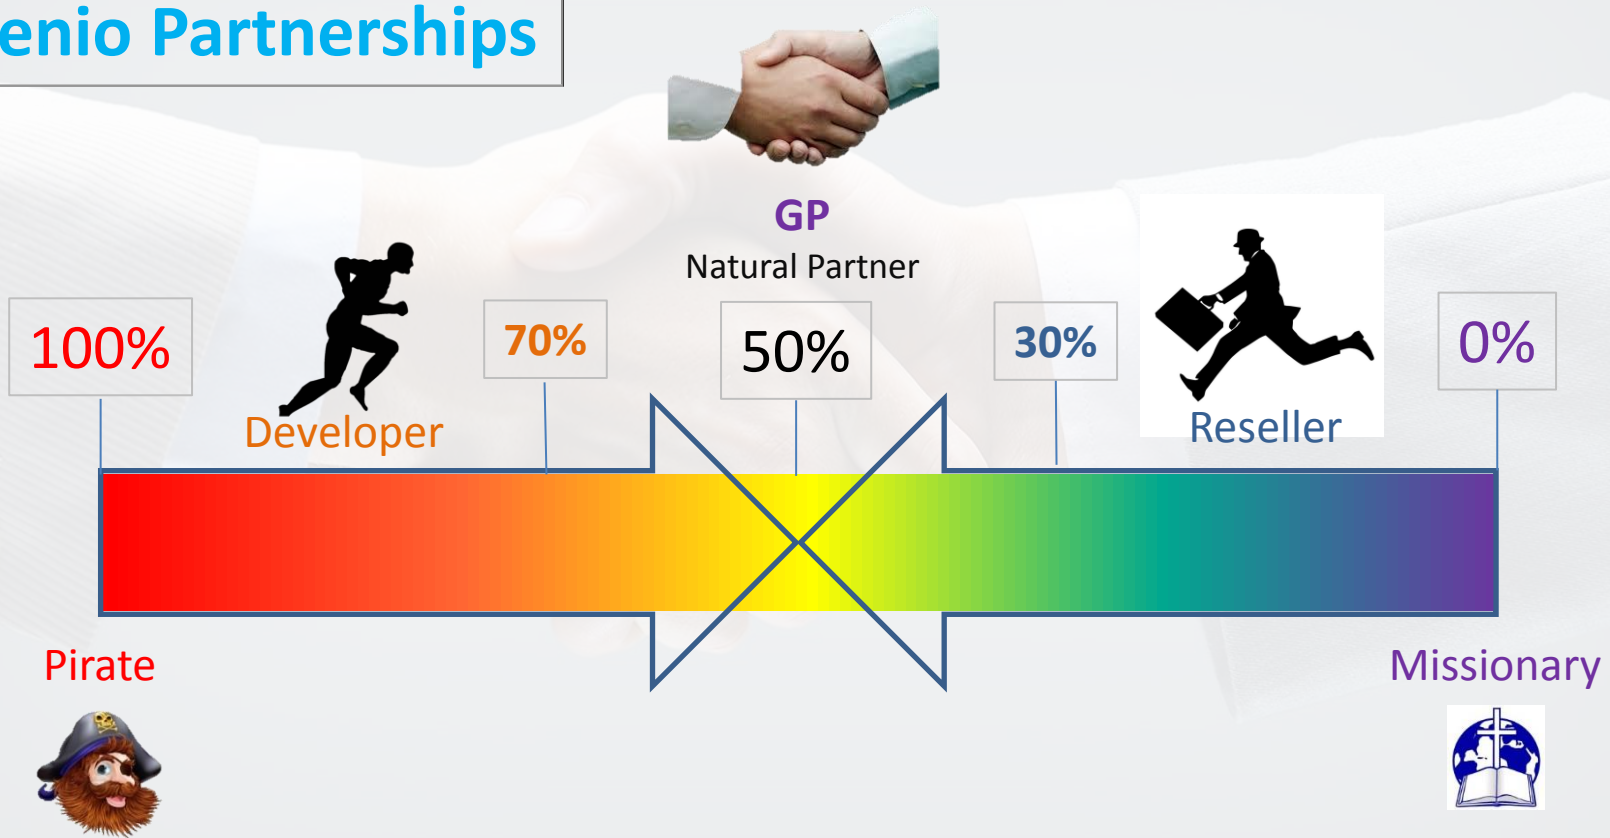 enio Partnerships
GP
Natural Partner
100%
70%
50%
30%
0%
Developer
Reseller
Pirate
Missionary